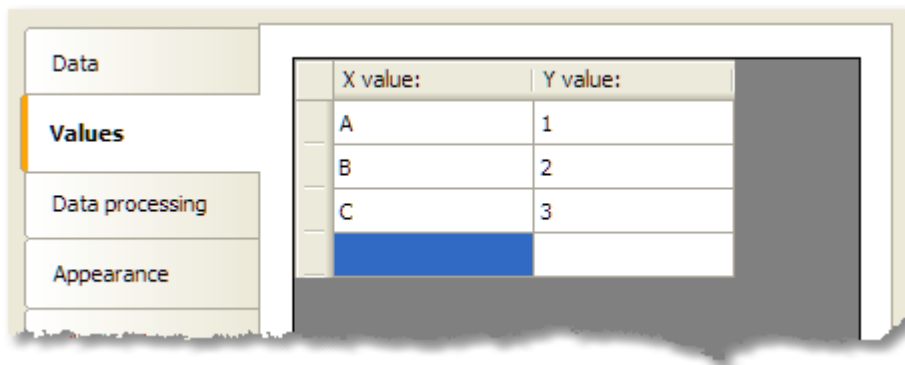 Data
Values
Data processing
Appearance
X value: Y value:
A 1
B 2
C 3